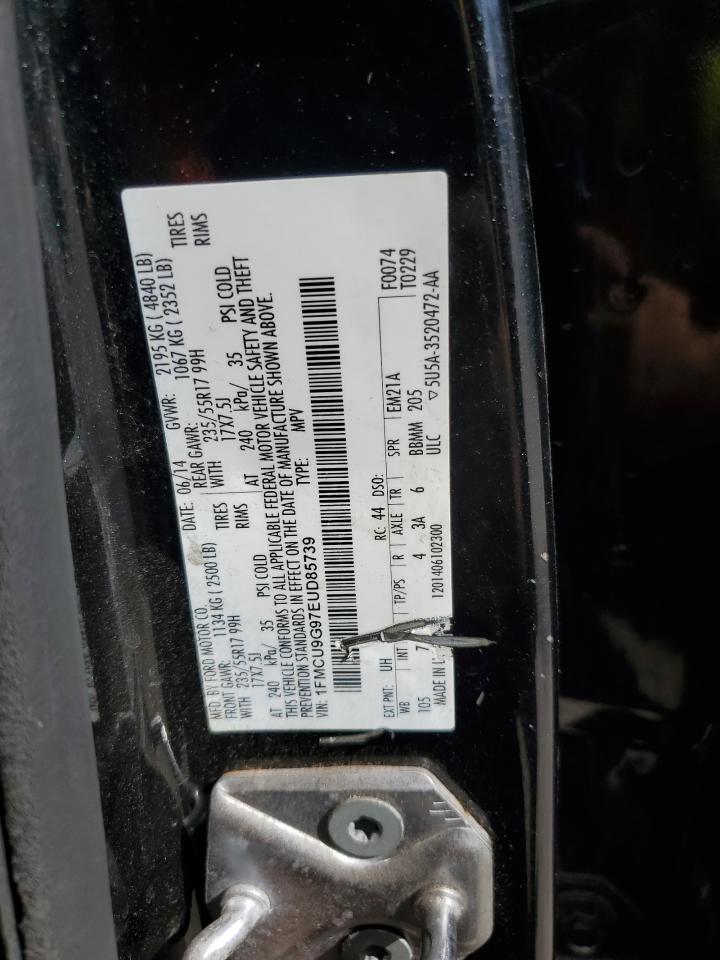 MFD. BY FORD MOTOR CO. DATE: 06/14 GVWR: 2195 KG ( 4840 LB)
FRONT GAWR: 1134 KG ( 2500 LB) REAR GAWR: 1067 KG ( 2352 LB)
WITH 235/55R17 99H TIRES WITH 235/55R17 99H TIRES
17X7.5J RIMS 17X7.5J RIMS
AT 240 kPa/ 35 PSI COLD AT 240 kPa/ 35 PSI COLD
THIS VEHICLE CONFORMS TO ALL APPLICABLE FEDERAL MOTOR VEHICLE SAFETY AND THEFT
PREVENTION STANDARDS IN EFFECT ON THE DATE OF MANUFACTURE SHOWN ABOVE.
VIN: 1FMCU9G97EUD85739 TYPE: MPV
EXT PNT: UH RC: 44 DSO: F0074
WB INT TP/PS R AXLE TR SPR EM21A T0229
105 7 4 3A 6 BBMM 205
MADE IN 1201406102300 ULC ▽5U5A-3520472-AA